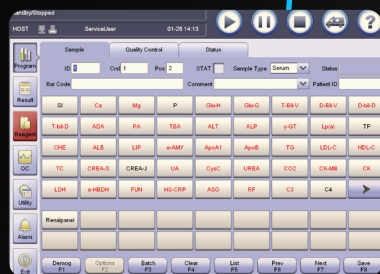 Standby/Stopped
HOST ServiceUser 01-28 14:13
Sample Quality Control Status
Program
ID 1 Cnsl 1 Pos 2 STAT Sample Type Serum Status
Bar Code Comment Patient ID
Result
SI Ca Mg P Glu-H Glu-G T-Bil-V D-Bil-V D-bil-D
Reagent
T-bil-D ADA PA TBA ALT ALP γ-GT Lp(a) TP
CHE ALB LIP α-AMY ApoA1 ApoB TG LDL-C HDL-C
QC
TC CREA-S CREA-J UA CysC UREA CO2 CK-MB CK
LDH α-HBDH FUN HS-CRP ASO RF C3 C4
Utility
Renalpanel
Alarm
Exit
Demog Options Batch Clear List Prev Next Save
F1 F2 F3 F4 F5 F6 F7 F8